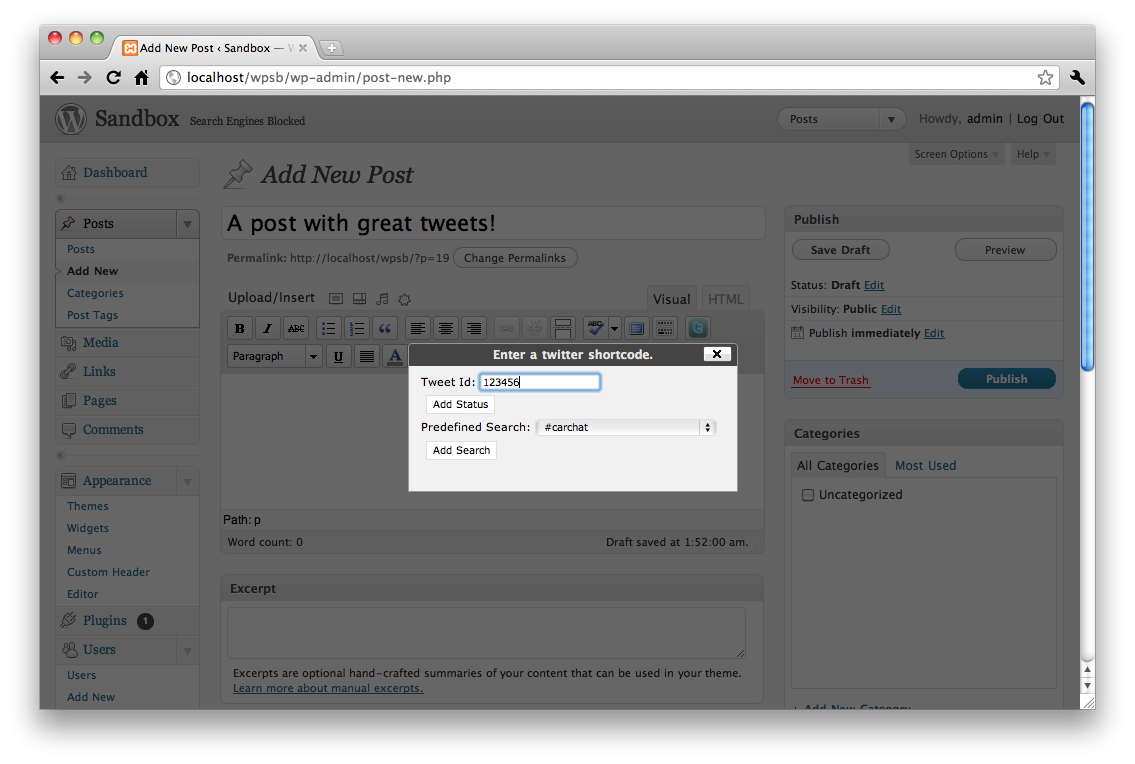 Add New Post ‹ Sandbox —
localhost/wpsb/wp-admin/post-new.php
Sandbox Search Engines Blocked
Posts
Howdy, admin | Log Out
Screen Options Help
Dashboard
Add New Post
Posts
Posts
Add New
Categories
Post Tags
Media
Links
Pages
Comments
Appearance
Themes
Widgets
Menus
Custom Header
Editor
Plugins 1
Users
Users
Add New
A post with great tweets!
Permalink: http://localhost/wpsb/?p=19 Change Permalinks
Upload/Insert
Visual HTML
B I ABC ABC
Paragraph U A
Enter a twitter shortcode.
Tweet Id: 123456
Add Status
Predefined Search: #carchat
Add Search
Path: p
Word count: 0 Draft saved at 1:52:00 am.
Excerpt
Excerpts are optional hand-crafted summaries of your content that can be used in your theme.
Learn more about manual excerpts.
Publish
Save Draft Preview
Status: Draft Edit
Visibility: Public Edit
Publish immediately Edit
Move to Trash Publish
Categories
All Categories Most Used
Uncategorized
+ Add New Category